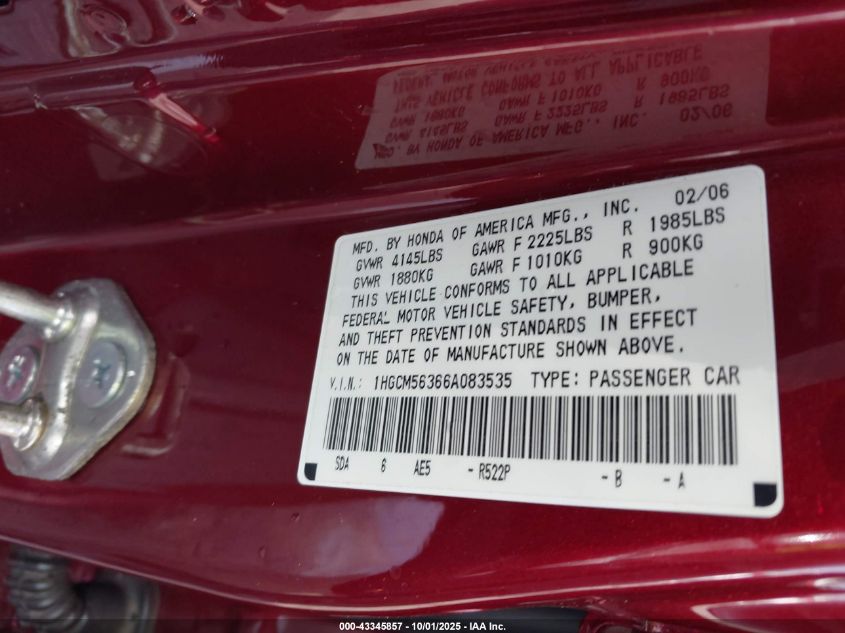 MFD. BY HONDA OF AMERICA MFG., INC. 02/06
GVWR 4145LBS GAWR F 2225LBS R 1985LBS
GVWR 1880KG GAWR F 1010KG R 900KG
THIS VEHICLE CONFORMS TO ALL APPLICABLE
FEDERAL MOTOR VEHICLE SAFETY, BUMPER,
AND THEFT PREVENTION STANDARDS IN EFFECT
ON THE DATE OF MANUFACTURE SHOWN ABOVE.
V.I.N.: 1HGCM56366A083535 TYPE: PASSENGER CAR
SDA 6 AE5 - R522P - B - A
000-43345857 - 10/01/2025 - IAA Inc.